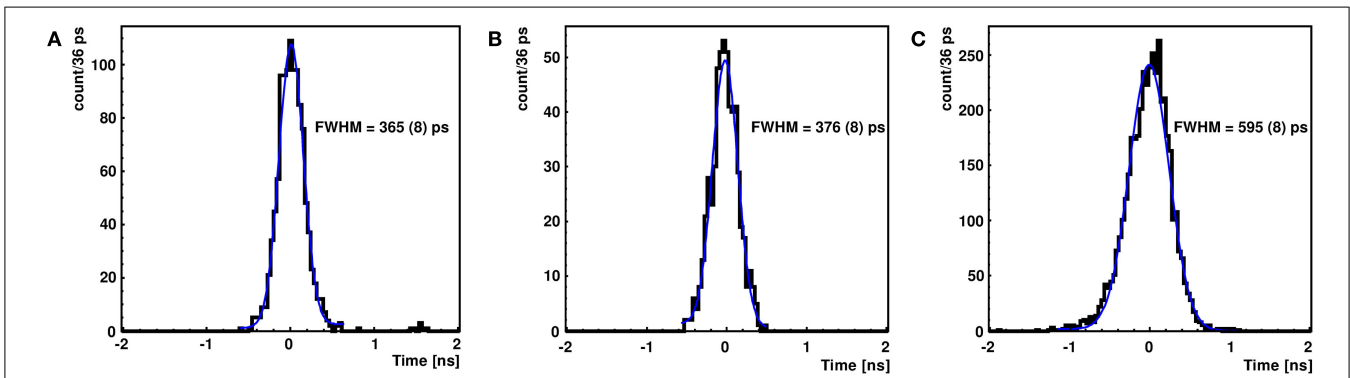 A
count/36 ps
100
80
60
40
20
0
FWHM = 365 (8) ps
-2 -1 0 1 2
Time [ns]
B
count/36 ps
50
40
30
20
10
0
FWHM = 376 (8) ps
-2 -1 0 1 2
Time [ns]
C
count/36 ps
250
200
150
100
50
0
FWHM = 595 (8) ps
-2 -1 0 1 2
Time [ns]